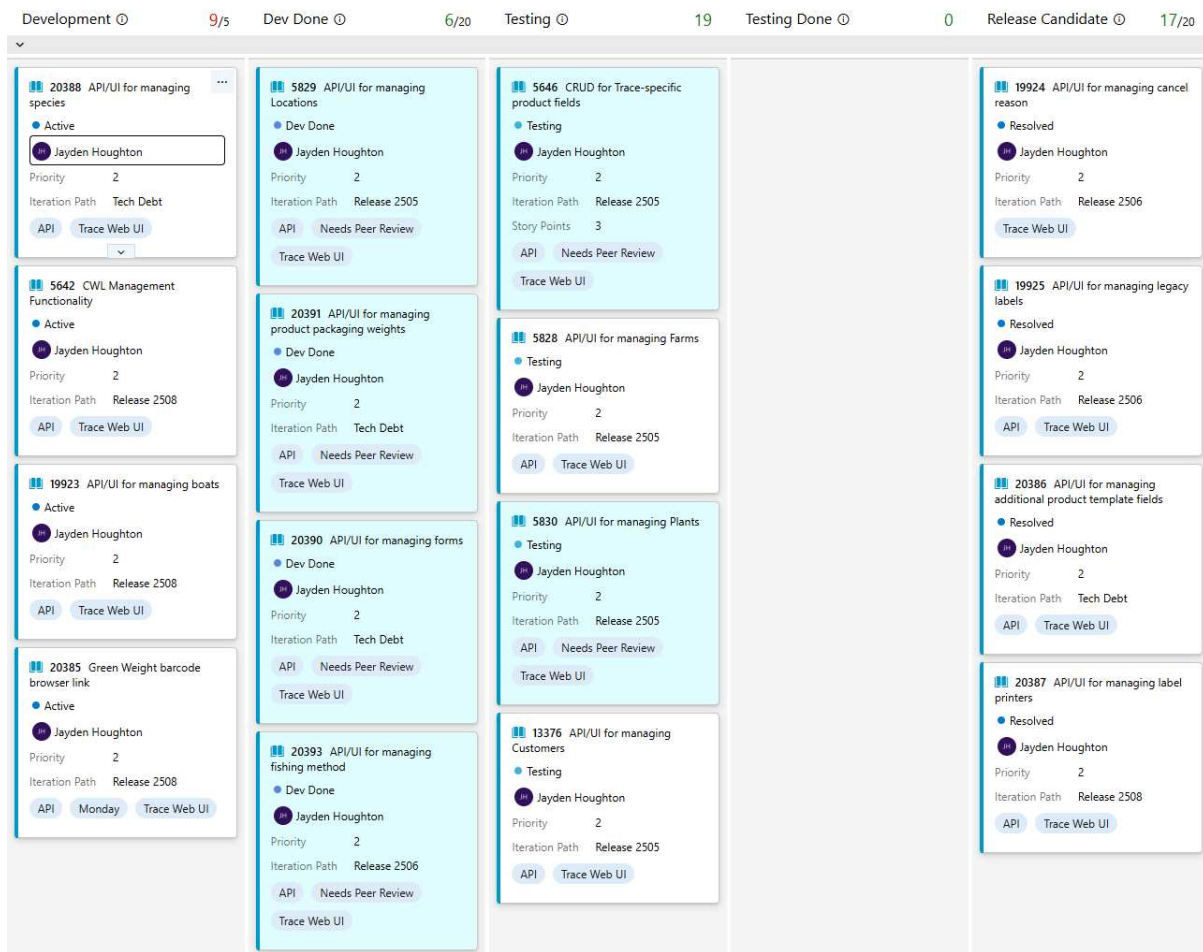 Development 9/5
Dev Done 6/20
Testing 19
Testing Done 0
Release Candidate 17/20
20388 API/UI for managing
species
Active
JH Jayden Houghton
Priority 2
Iteration Path Tech Debt
API Trace Web UI
5642 CWL Management
Functionality
Active
JH Jayden Houghton
Priority 2
Iteration Path Release 2508
API Trace Web UI
19923 API/UI for managing boats
Active
JH Jayden Houghton
Priority 2
Iteration Path Release 2508
API Trace Web UI
20385 Green Weight barcode
browser link
Active
JH Jayden Houghton
Priority 2
Iteration Path Release 2508
API Monday Trace Web UI
5829 API/UI for managing
Locations
Dev Done
JH Jayden Houghton
Priority 2
Iteration Path Release 2505
API Needs Peer Review
Trace Web UI
20391 API/UI for managing
product packaging weights
Dev Done
JH Jayden Houghton
Priority 2
Iteration Path Tech Debt
API Needs Peer Review
Trace Web UI
20390 API/UI for managing forms
Dev Done
JH Jayden Houghton
Priority 2
Iteration Path Tech Debt
API Needs Peer Review
Trace Web UI
20393 API/UI for managing
fishing method
Dev Done
JH Jayden Houghton
Priority 2
Iteration Path Release 2506
API Needs Peer Review
Trace Web UI
5646 CRUD for Trace-specific
product fields
Testing
JH Jayden Houghton
Priority 2
Iteration Path Release 2505
Story Points 3
API Needs Peer Review
Trace Web UI
5828 API/UI for managing Farms
Testing
JH Jayden Houghton
Priority 2
Iteration Path Release 2505
API Trace Web UI
5830 API/UI for managing Plants
Testing
JH Jayden Houghton
Priority 2
Iteration Path Release 2505
API Needs Peer Review
Trace Web UI
13376 API/UI for managing
Customers
Testing
JH Jayden Houghton
Priority 2
Iteration Path Release 2505
API Trace Web UI
19924 API/UI for managing cancel
reason
Resolved
JH Jayden Houghton
Priority 2
Iteration Path Release 2506
Trace Web UI
19925 API/UI for managing legacy
labels
Resolved
JH Jayden Houghton
Priority 2
Iteration Path Release 2506
API Trace Web UI
20386 API/UI for managing
additional product template fields
Resolved
JH Jayden Houghton
Priority 2
Iteration Path Tech Debt
API Trace Web UI
20387 API/UI for managing label
printers
Resolved
JH Jayden Houghton
Priority 2
Iteration Path Release 2508
API Trace Web UI